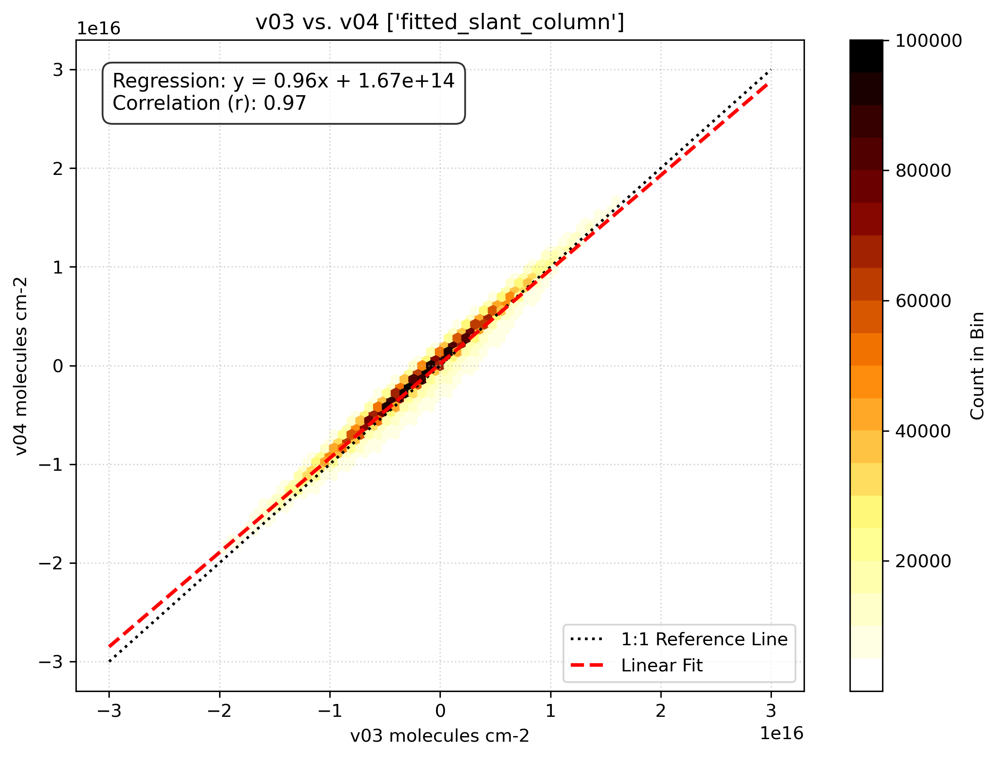 v03 vs. v04 ['fitted_slant_column']
1e16
Regression: y = 0.96x + 1.67e+14
Correlation (r): 0.97
3
2
1
0
−1
−2
−3
v04 molecules cm-2
−3
−2
−1
0
1
2
3
1e16
v03 molecules cm-2
1:1 Reference Line
Linear Fit
100000
80000
60000
40000
20000
Count in Bin